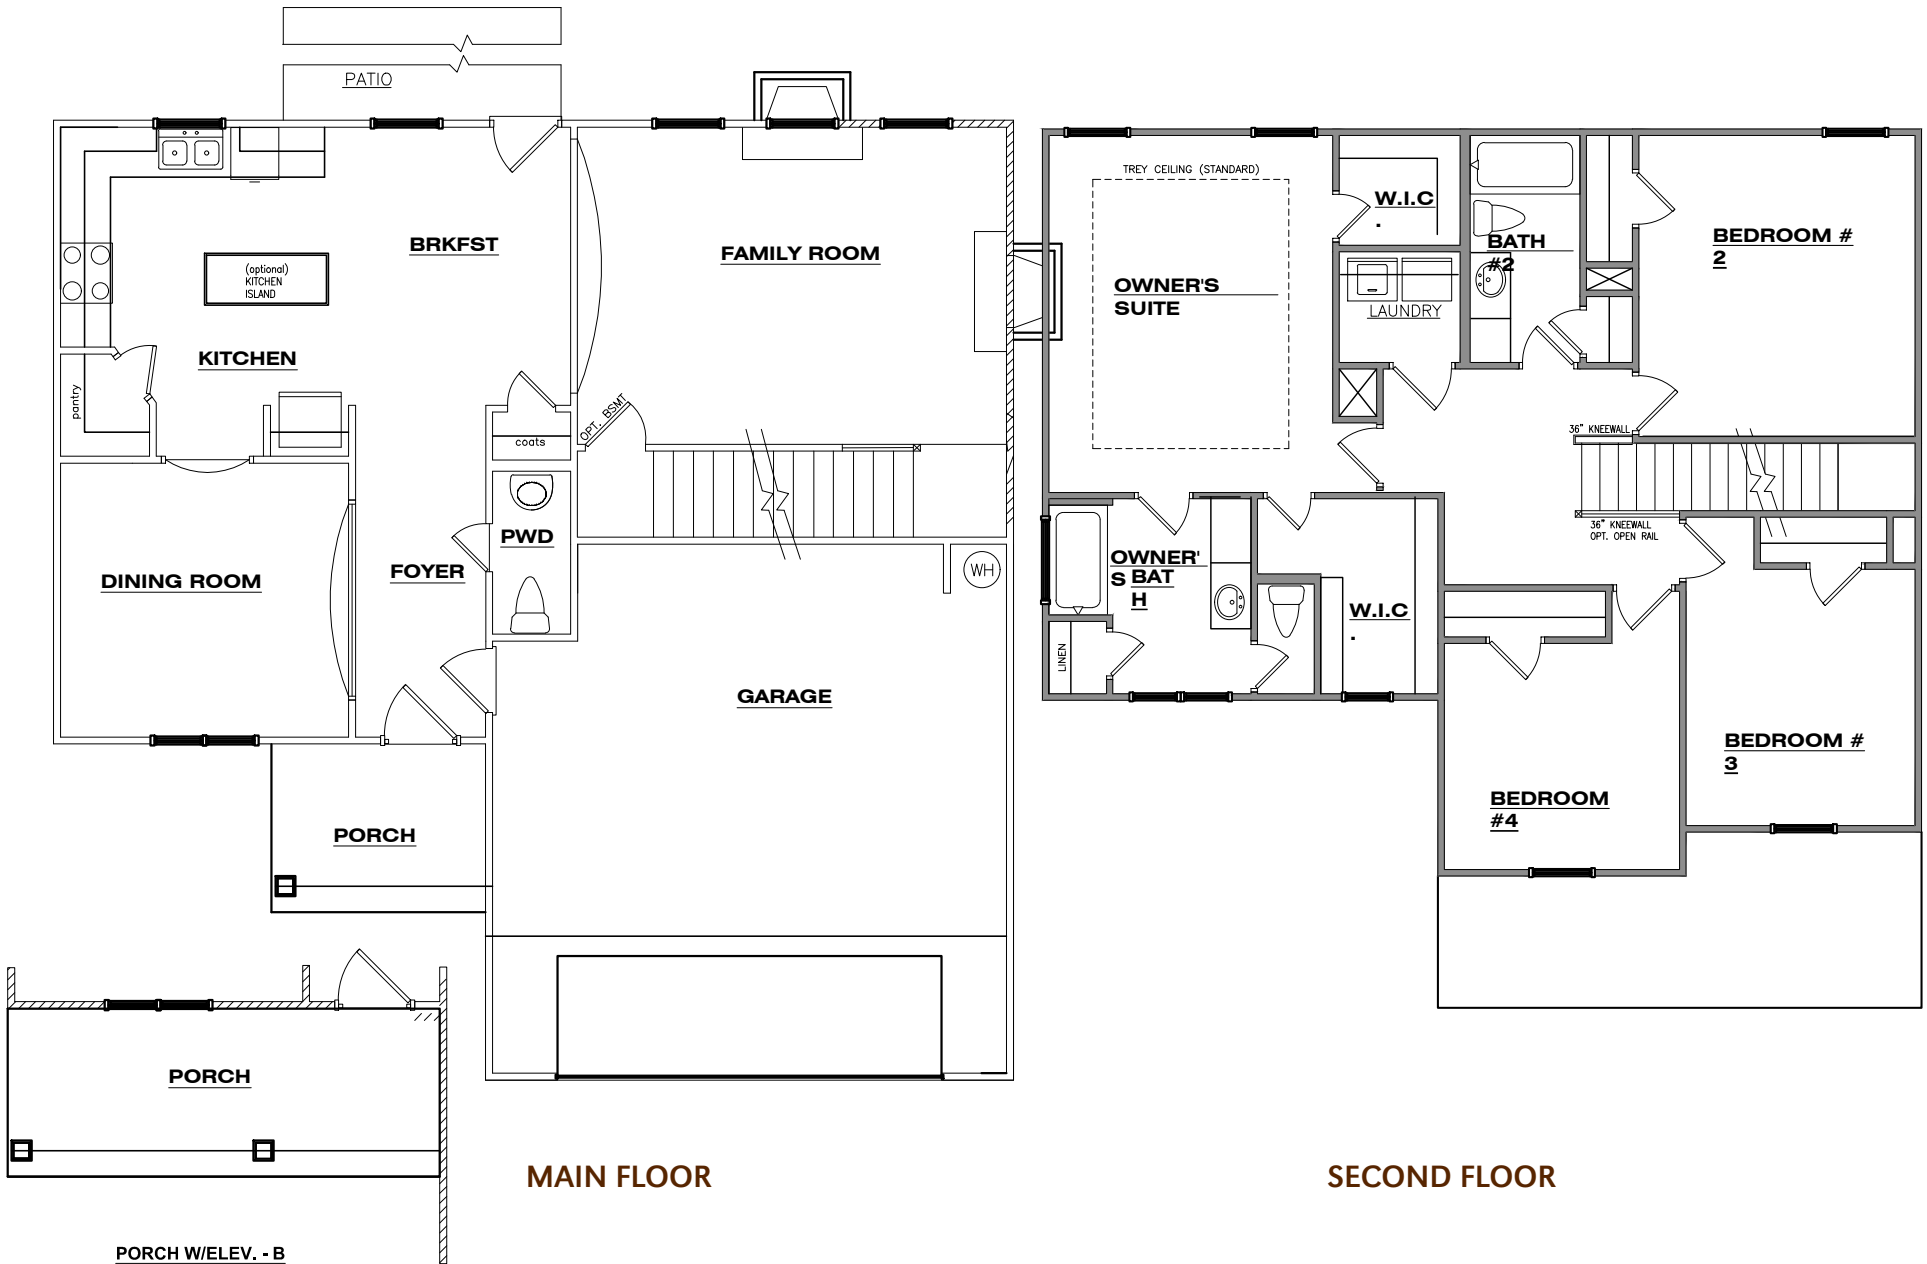 PATIO
BRKFST
FAMILY ROOM
(optional)
KITCHEN
ISLAND
KITCHEN
pantry
coats
OPT. BSMT
PWD
FOYER
DINING ROOM
WH
GARAGE
PORCH
PORCH
PORCH W/ELEV. - B
MAIN FLOOR
TREY CEILING (STANDARD)
W.I.C
.
BATH
#2
BEDROOM #
2
OWNER'S
SUITE
LAUNDRY
36" KNEEWALL
36" KNEEWALL
OPT. OPEN RAIL
OWNER'
S BAT
H
W.I.C
.
LINEN
BEDROOM #
3
BEDROOM
#4
SECOND FLOOR